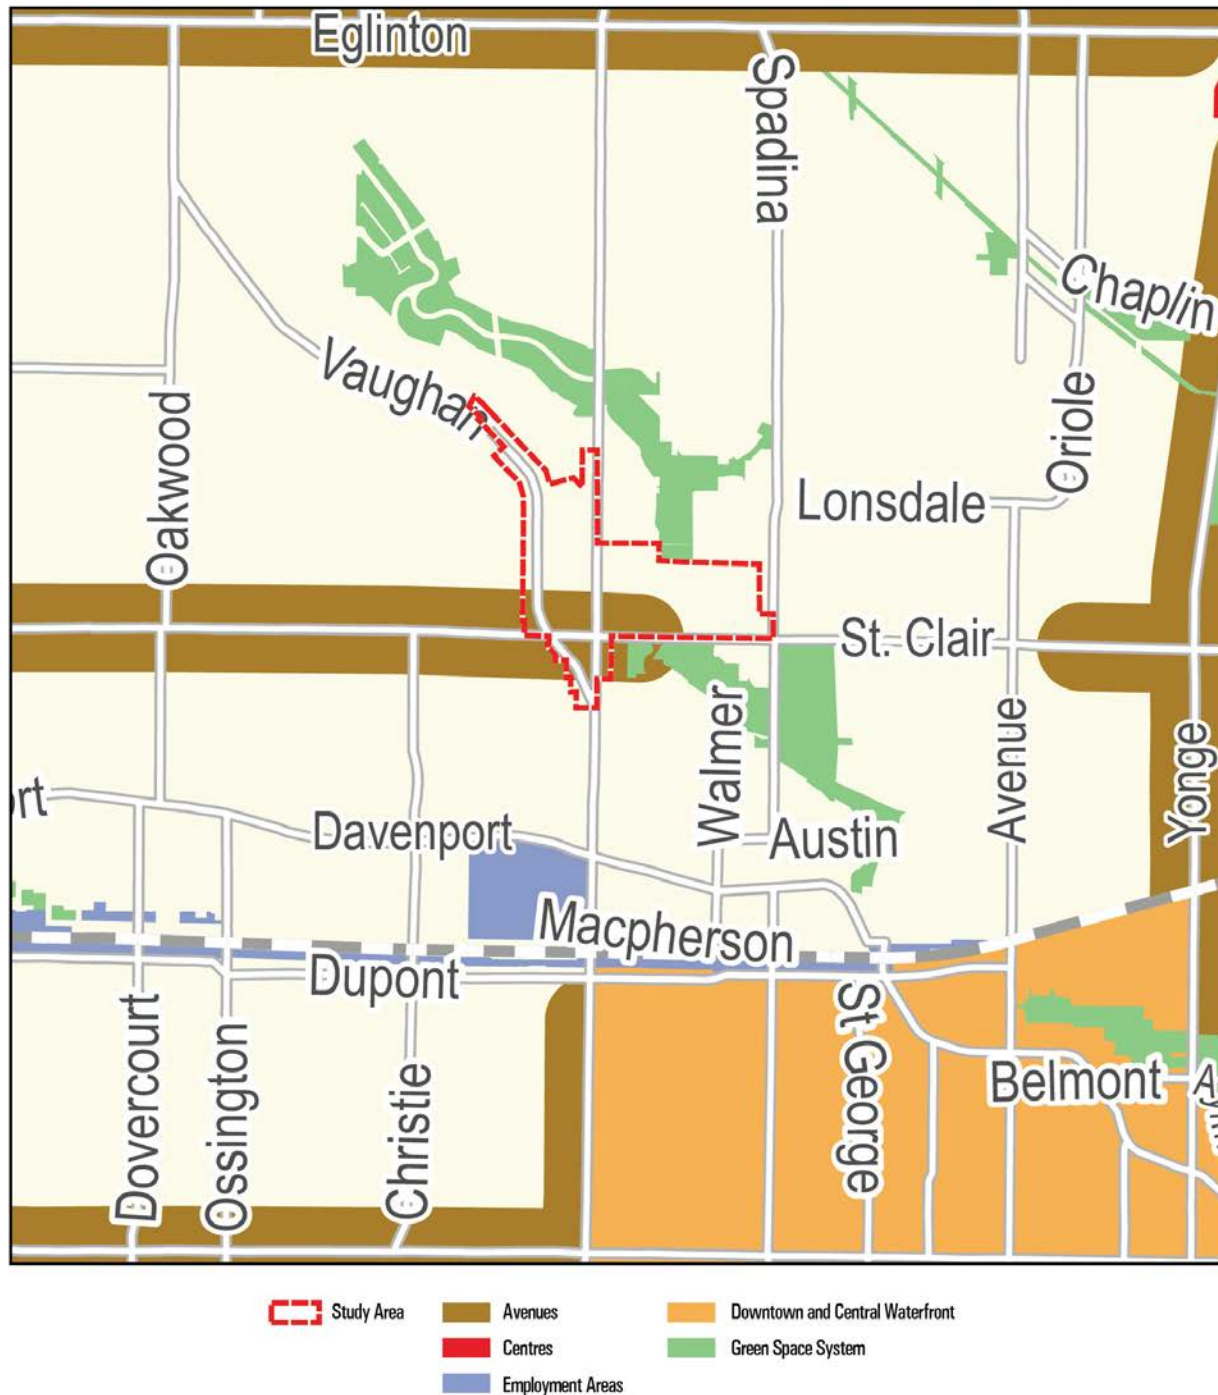 Eglinton
Spadina
Chaplin
Vaughan
Oakwood
Oriole
Lonsdale
St. Clair
Walmer
Avenue
Yonge
ort
Davenport
Austin
Macpherson
Dupont
Dovercourt
Ossington
Christie
St George
Belmont
Study Area
Avenues
Downtown and Central Waterfront
Centres
Green Space System
Employment Areas